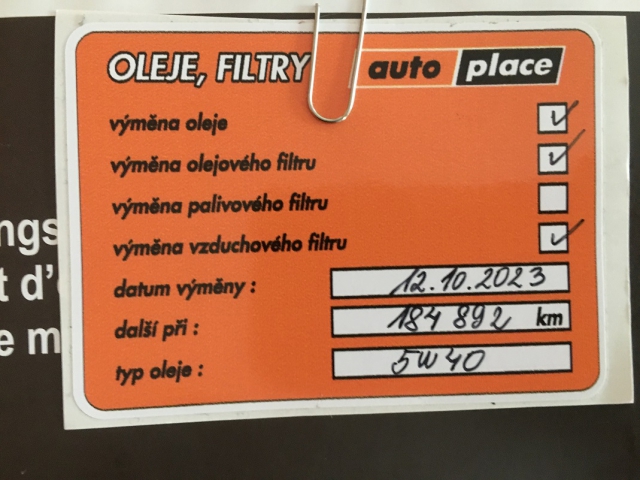 OLEJE, FILTRY auto place
výměna oleje
výměna olejového filtru
výměna palivového filtru
výměna vzduchového filtru
datum výměny : 12.10.2023
další při : 184 892 km
typ oleje : 5W40
ngs
t d'
e m